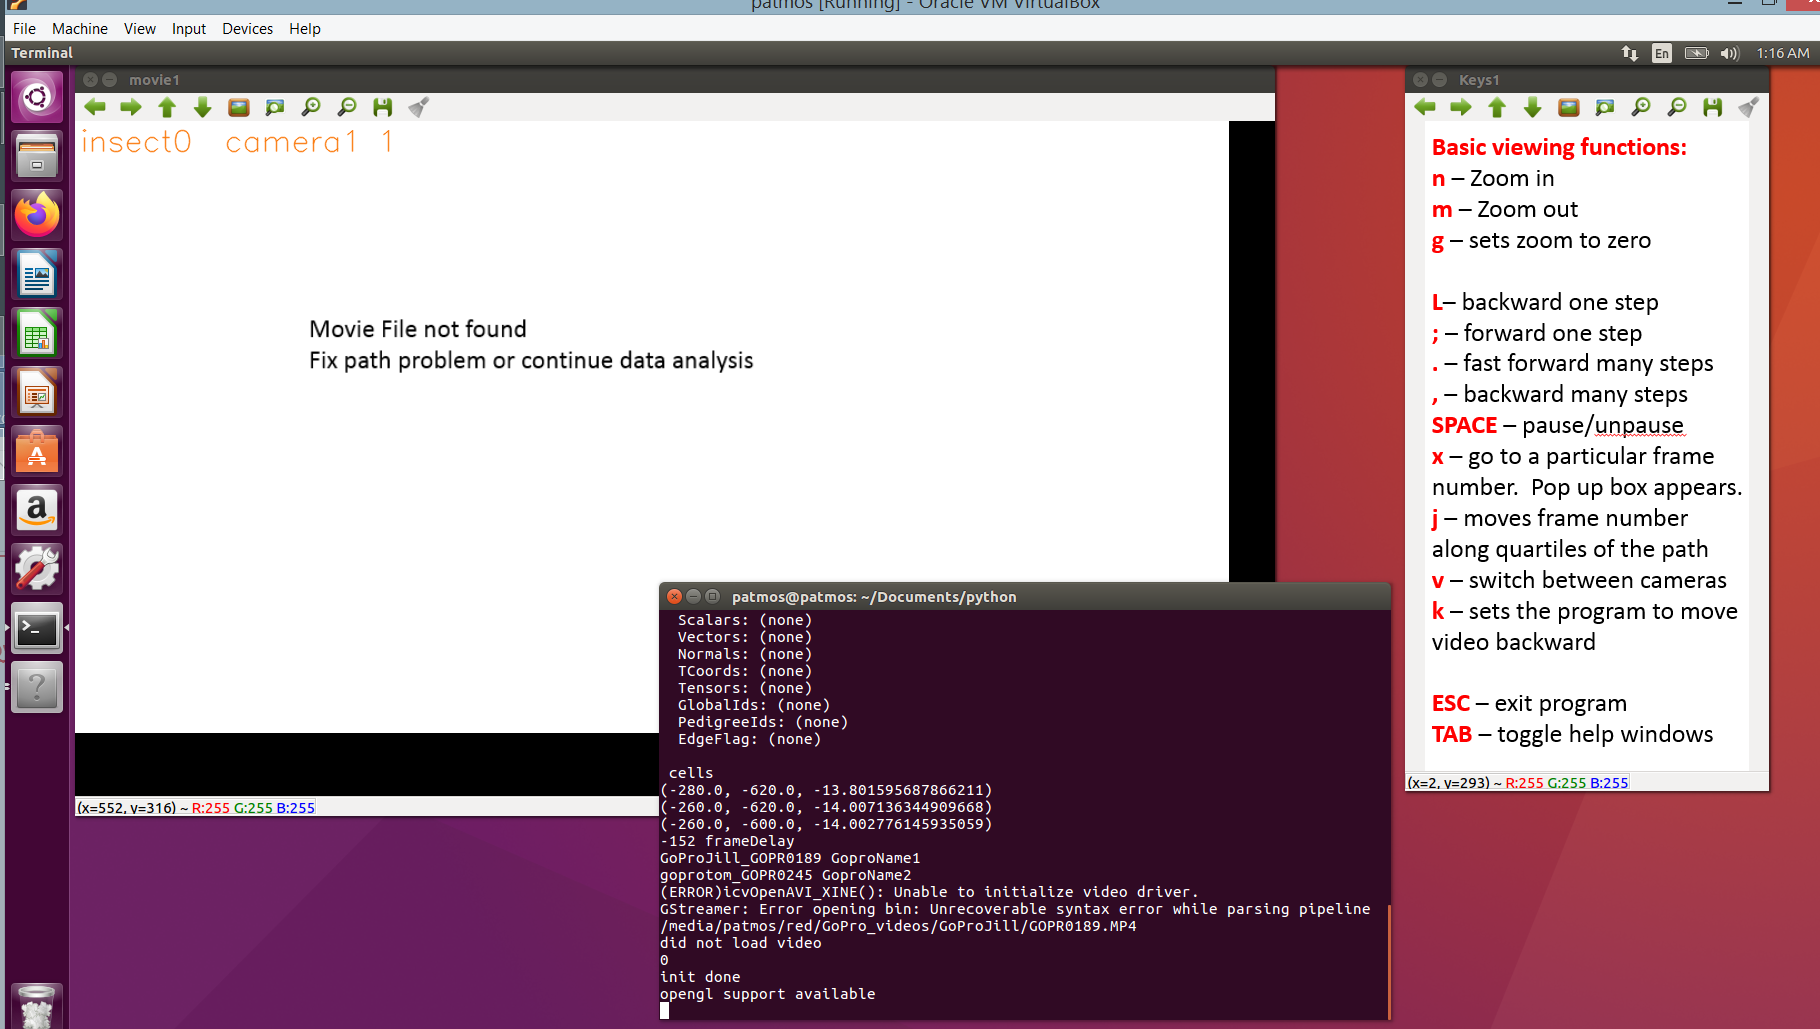 patmos [Running] - Oracle VM VirtualBox
File Machine View Input Devices Help
Terminal
En
1:16 AM
movie1
insect0 camera1 1
Movie File not found
Fix path problem or continue data analysis
(x=552, y=316) ~ R:255 G:255 B:255
patmos@patmos: ~/Documents/python
Scalars: (none)
Vectors: (none)
Normals: (none)
TCoords: (none)
Tensors: (none)
GlobalIds: (none)
PedigreeIds: (none)
EdgeFlag: (none)
cells
(-280.0, -620.0, -13.801595687866211)
(-260.0, -620.0, -14.007136344909668)
(-260.0, -600.0, -14.002776145935059)
-152 frameDelay
GoProJill_GOPR0189 GoproName1
goprotom_GOPR0245 GoproName2
(ERROR)icvOpenAVI_XINE(): Unable to initialize video driver.
GStreamer: Error opening bin: Unrecoverable syntax error while parsing pipeline
/media/patmos/red/GoPro_videos/GoProJill/GOPR0189.MP4
did not load video
0
init done
opengl support available
Keys1
Basic viewing functions:
n – Zoom in
m – Zoom out
g – sets zoom to zero
L– backward one step
; – forward one step
. – fast forward many steps
, – backward many steps
SPACE – pause/unpause
x – go to a particular frame
number. Pop up box appears.
j – moves frame number
along quartiles of the path
v – switch between cameras
k – sets the program to move
video backward
ESC – exit program
TAB – toggle help windows
(x=2, y=293) ~ R:255 G:255 B:255